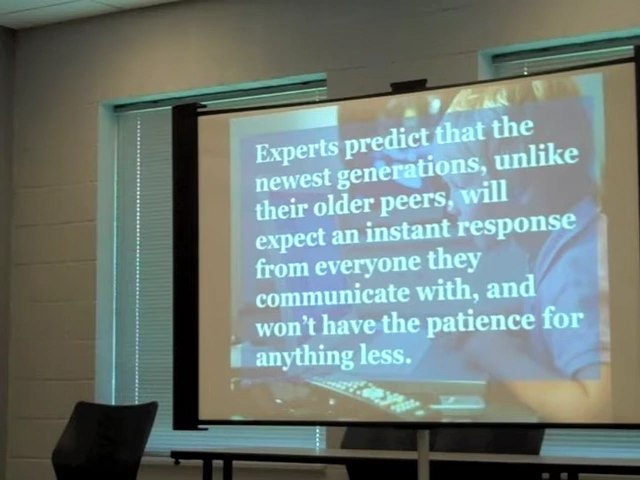 Experts predict that the
newest generations, unlike
their older peers, will
expect an instant response
from everyone they
communicate with, and
won't have the patience for
anything less.